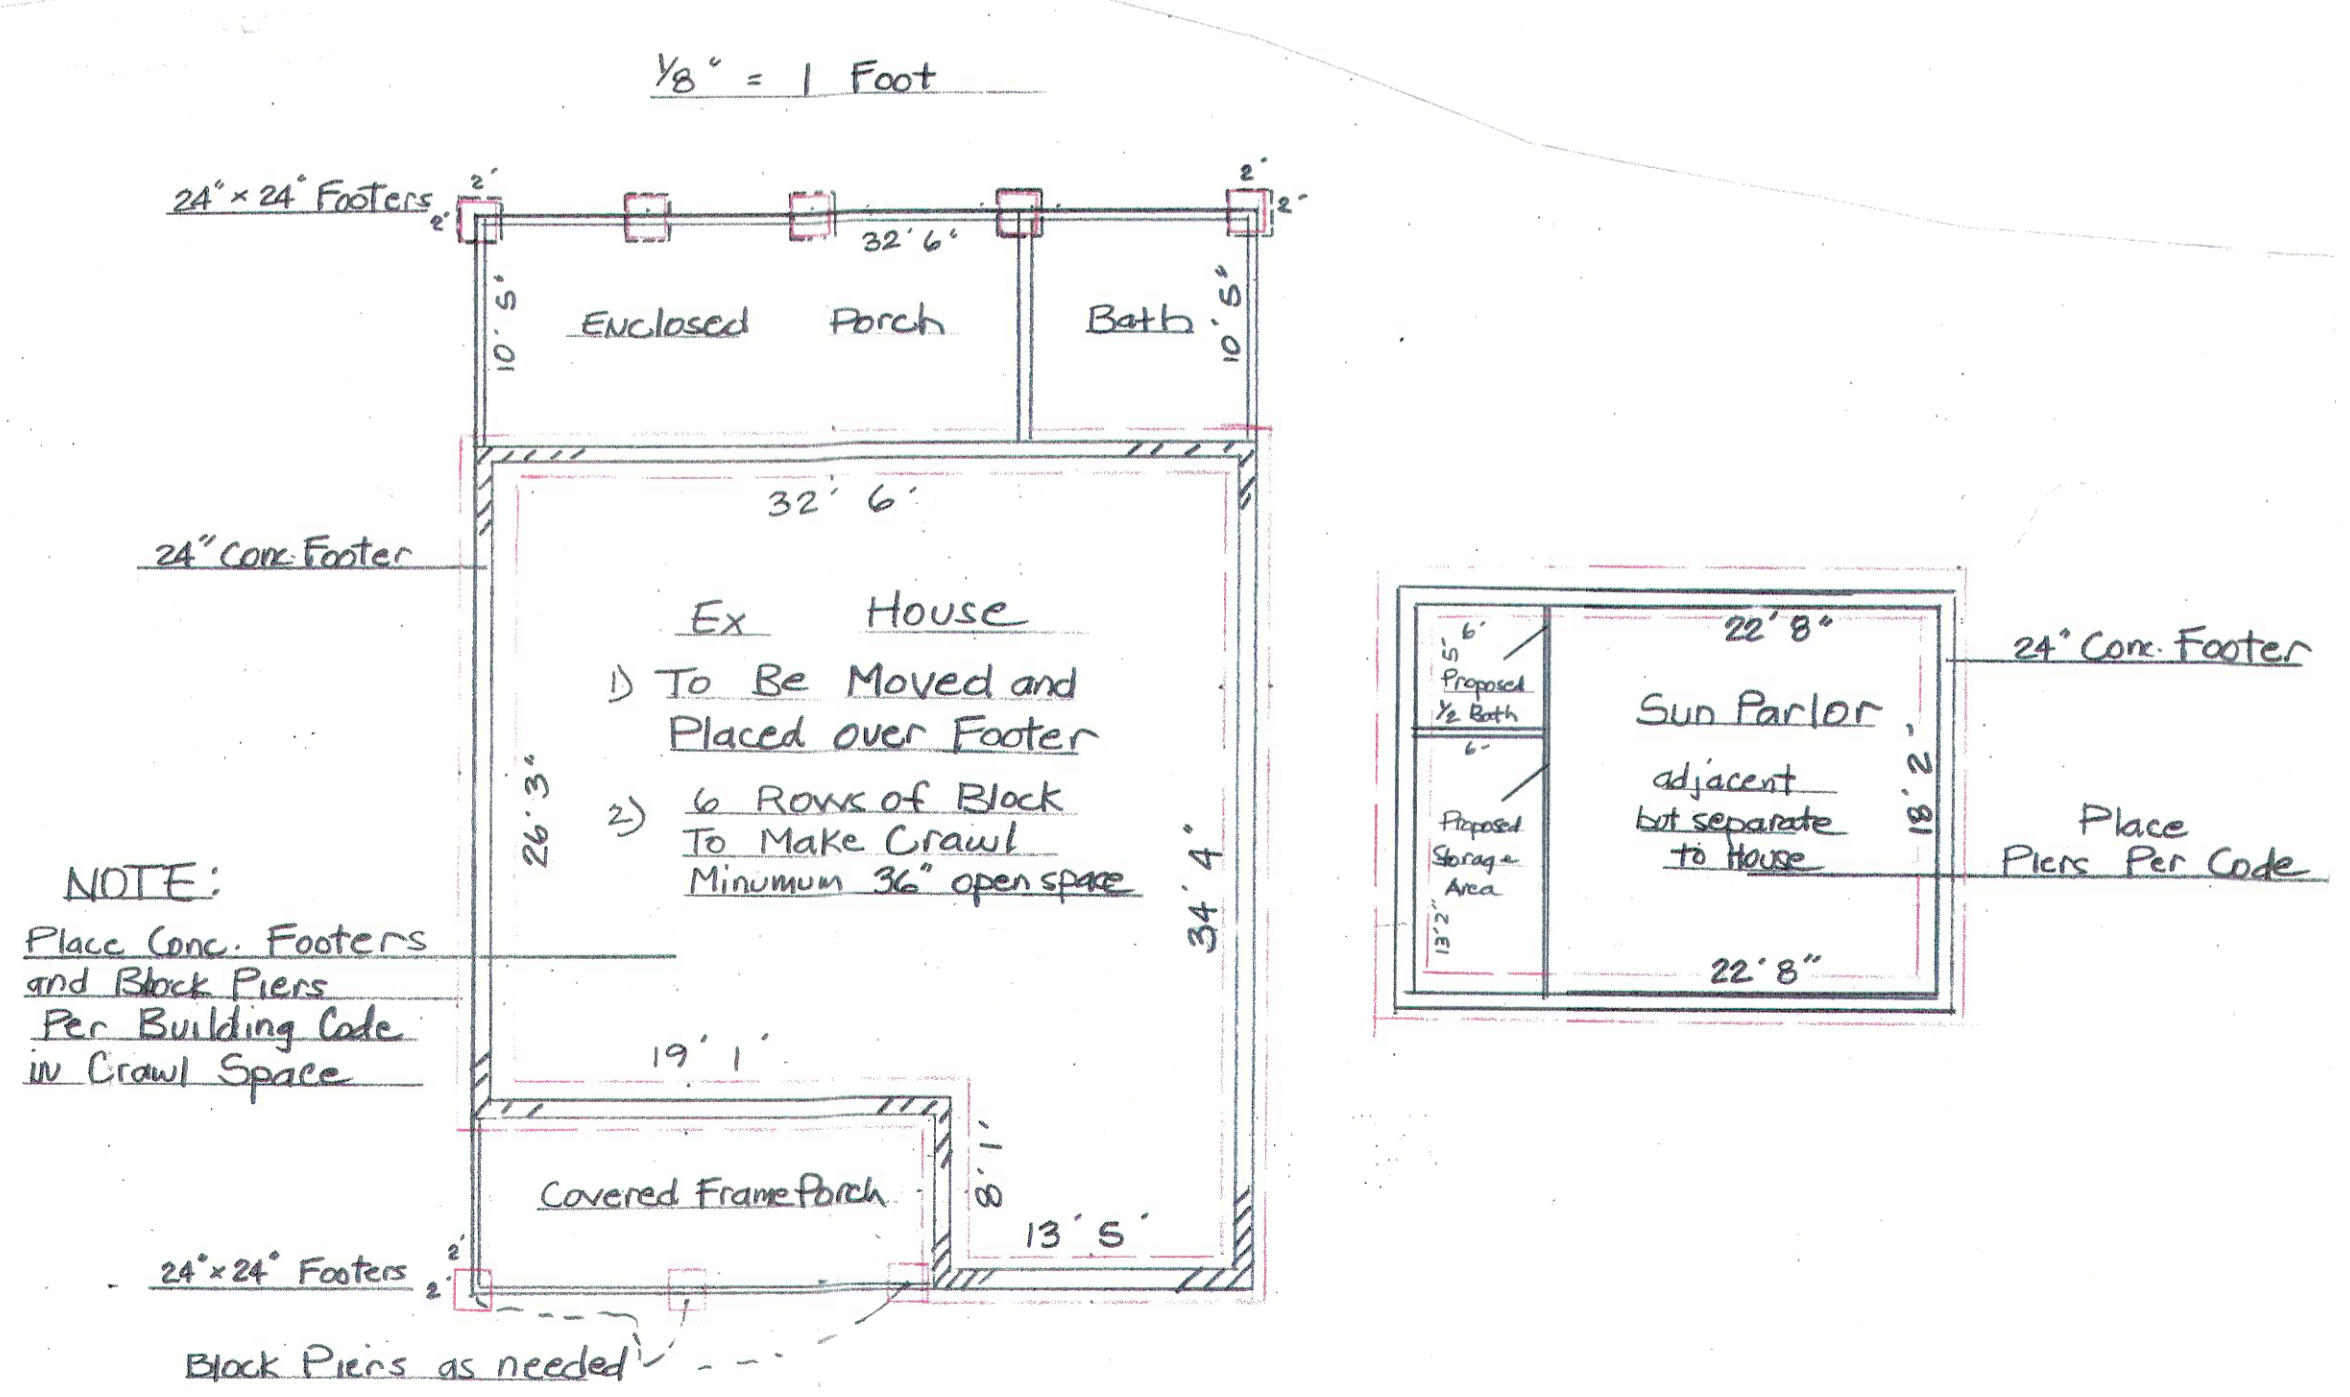 1/8" = 1 Foot
24" x 24" Footers
2'
2'
2'
2'
32' 6"
10' 5"
Enclosed Porch
Bath
10' 5"
32' 6'
24" Conc. Footer
Ex House
1) To Be Moved and
Placed over Footer
2) 6 Rows of Block
To Make Crawl
Minumum 36" open space
26' 3"
34' 4"
NOTE:
Place Conc. Footers
and Block Piers
Per Building Code
in Crawl Space
19' 1'
8' 1'
13' 5'
Covered Frame Porch
2'
2'
24" x 24" Footers
Block Piers as needed
6'
5'
Proposed
1/2 Bath
6'
Proposed
Storage
Area
13' 2"
22' 8"
Sun Parlor
adjacent
but separate
to House
18' 2'
22' 8"
24" Conc. Footer
Place
Piers Per Code